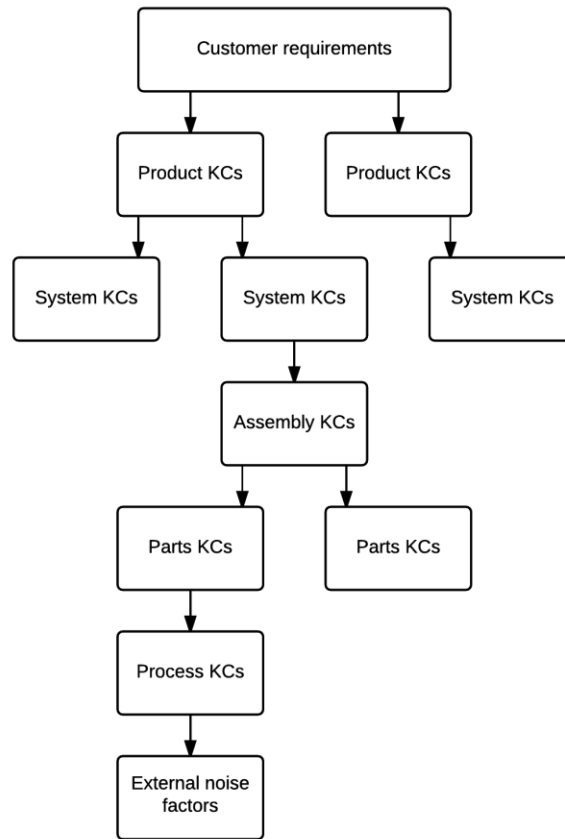 Customer requirements
Product KCs
Product KCs
System KCs
System KCs
System KCs
Assembly KCs
Parts KCs
Parts KCs
Process KCs
External noise
factors